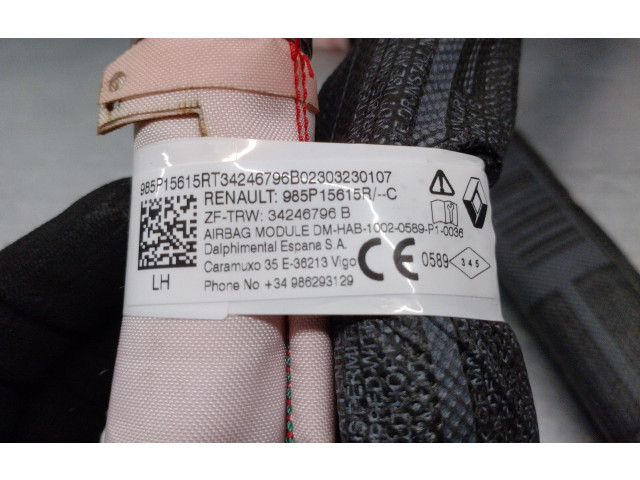 985P15615RT34246796B02303230107
RENAULT: 985P15615R/--C
ZF-TRW: 34246796 B
AIRBAG MODULE DM-HAB-1002-0589-P1-0036
Dalphimental Espana S.A.
Caramuxo 35 E-36213 Vigo
Phone No +34 986293129
LH
CE 0589 345